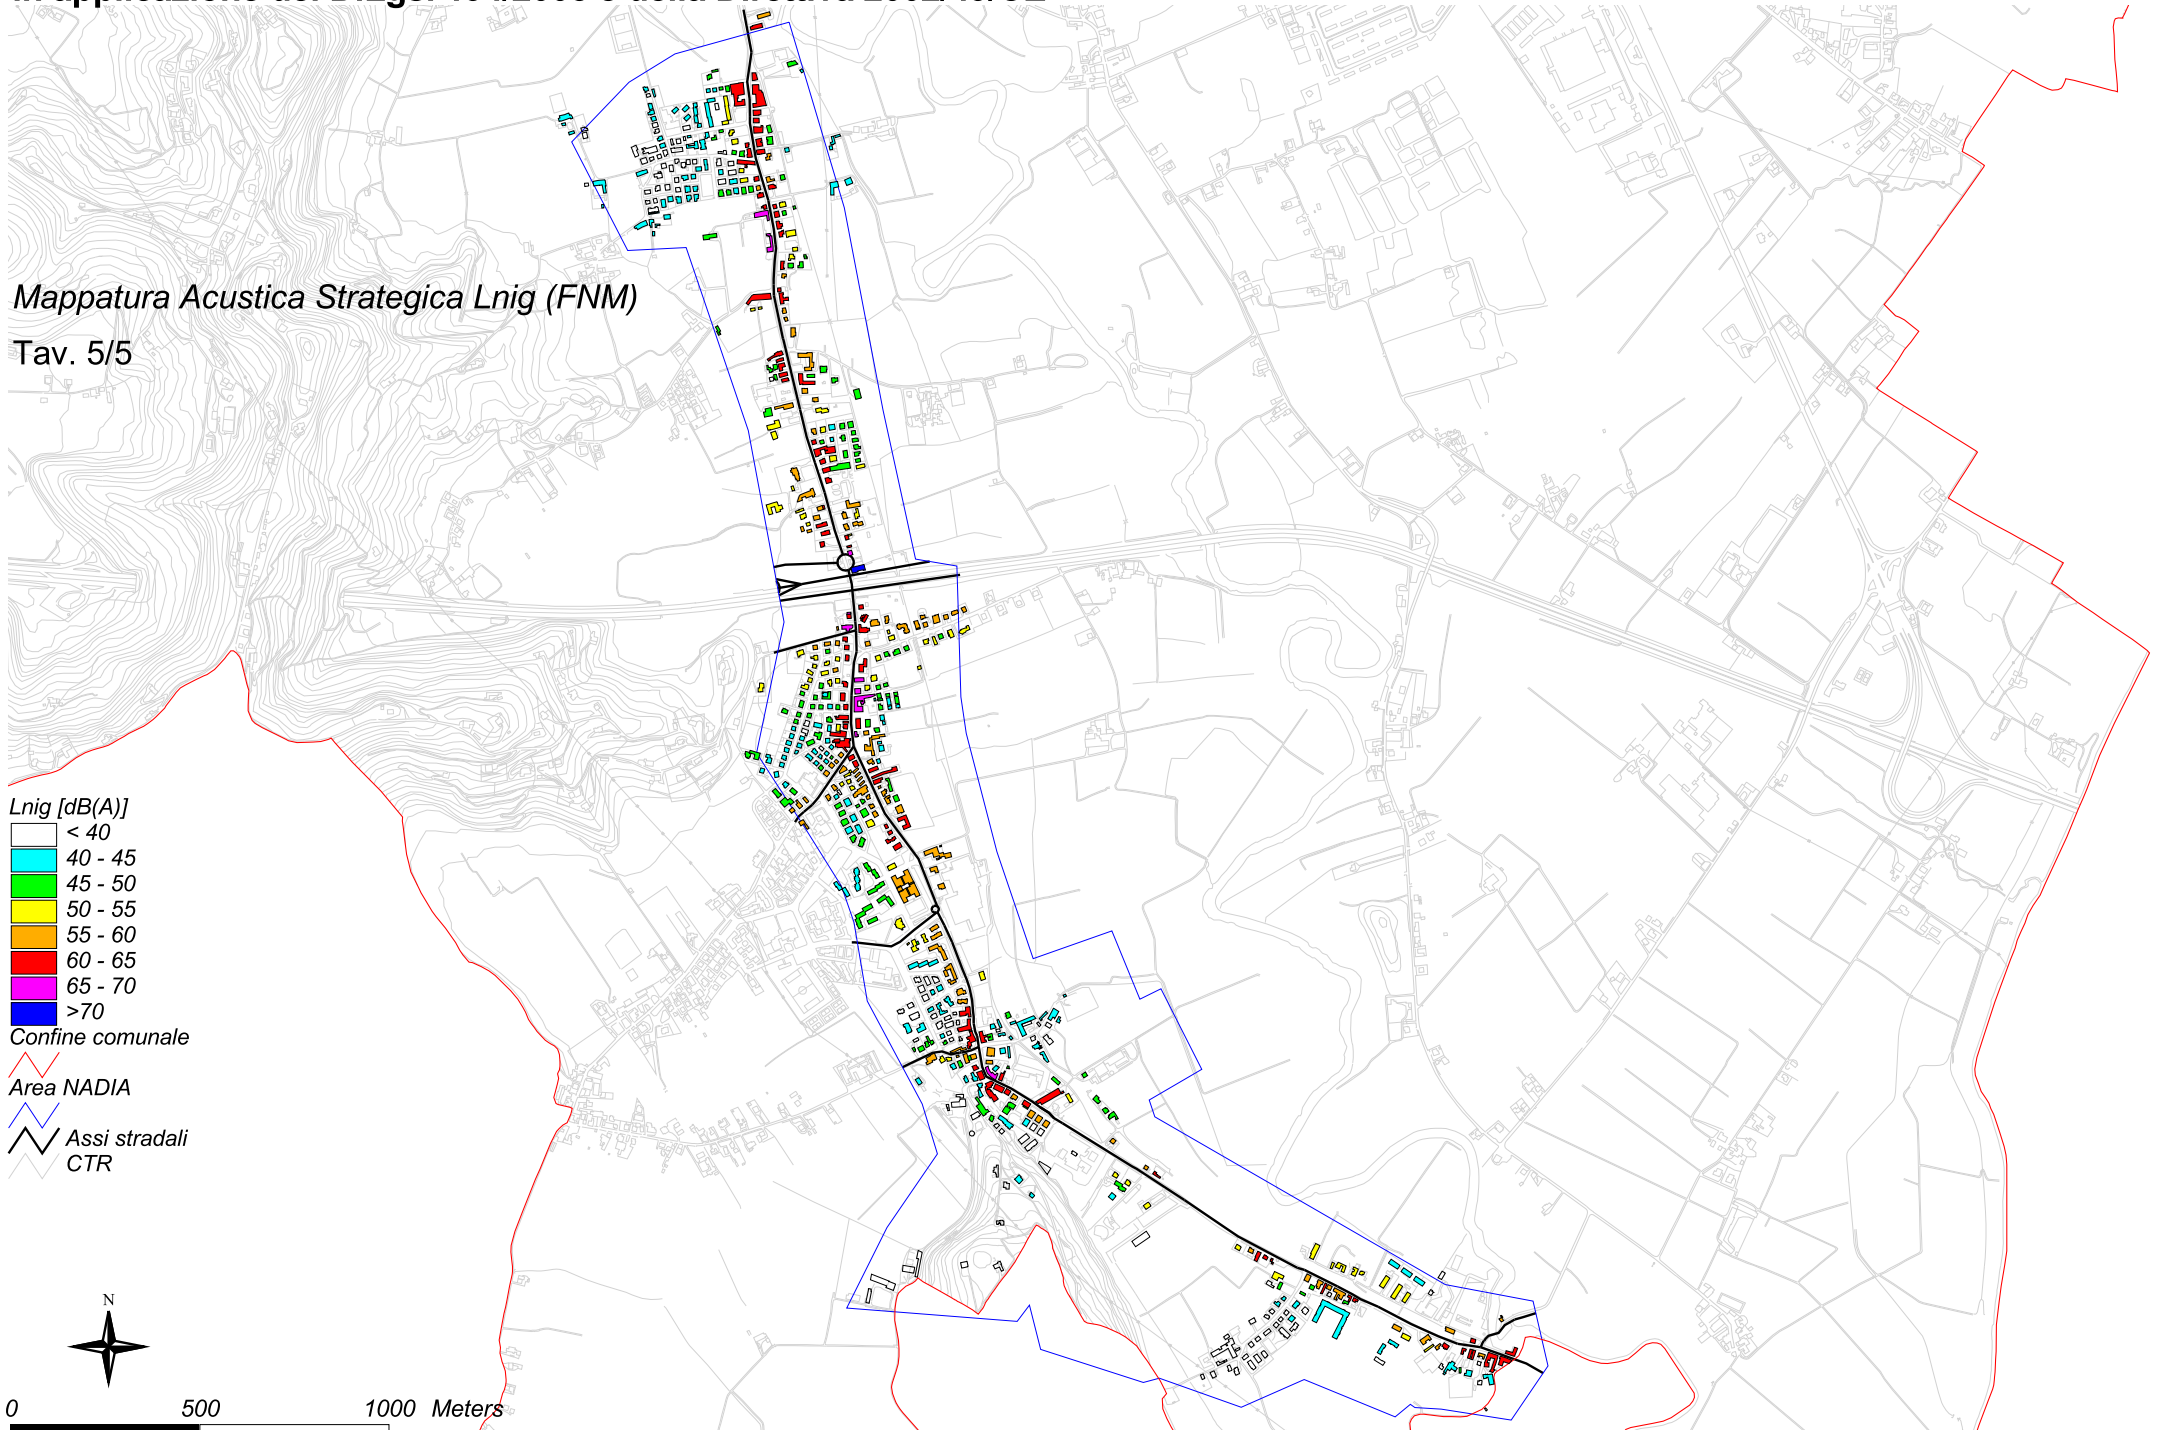 Mappatura Acustica Strategica Lnig (FNM)
Tav. 5/5
Lnig [dB(A)]
< 40
40 - 45
45 - 50
50 - 55
55 - 60
60 - 65
65 - 70
>70
Confine comunale
Area NADIA
Assi stradali
CTR
N
0 500 1000 Meters